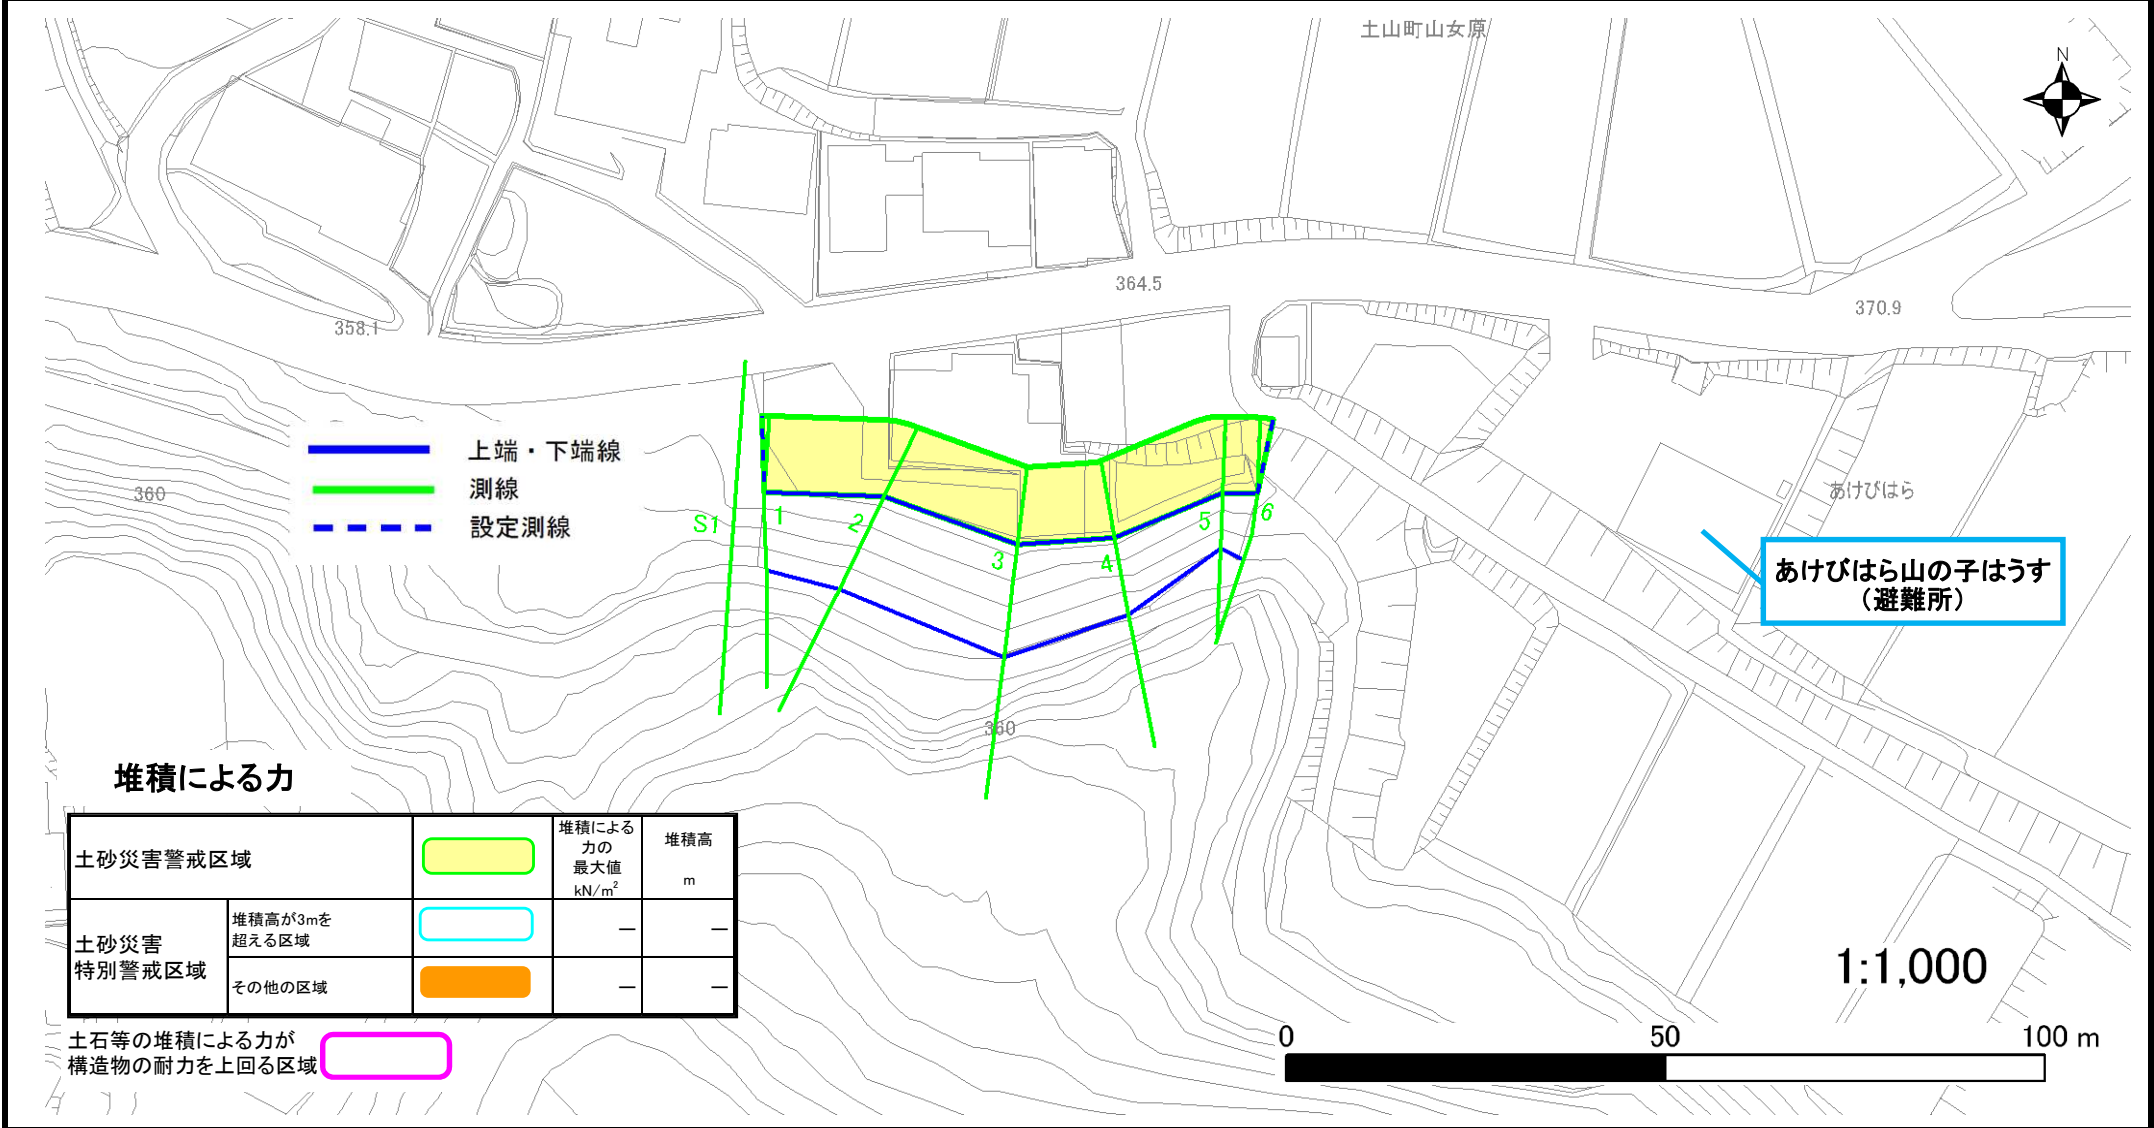 土山町山女原
N
364.5
370.9
358.1
360
上端・下端線
測線
設定測線
S1
1
2
3
4
5
6
あけびはら
あけびはら山の子はうす
（避難所）
360
堆積による力
土砂災害警戒区域
堆積による
力の
最大値
kN/m²
堆積高
m
土砂災害
特別警戒区域
堆積高が3mを
超える区域
－
－
その他の区域
－
－
土石等の堆積による力が
構造物の耐力を上回る区域
1:1,000
0
50
100 m